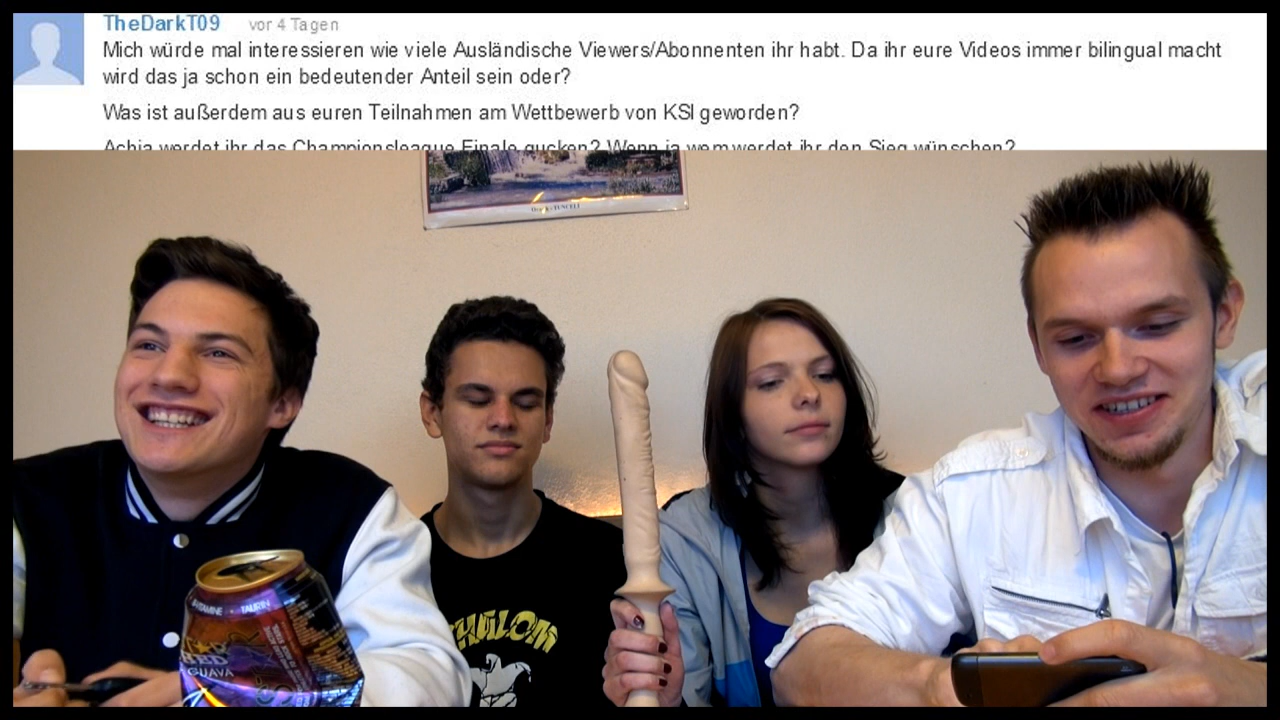 TheDarkT09 vor 4 Tagen
Mich würde mal interessieren wie viele Ausländische Viewers/Abonnenten ihr habt. Da ihr eure Videos immer bilingual macht
wird das ja schon ein bedeutender Anteil sein oder?
Was ist außerdem aus euren Teilnahmen am Wettbewerb von KSI geworden?
Achja werdet ihr das Championsleague Finale gucken? Wenn ja wem werdet ihr den Sieg wünschen?
TAURIN
GUAVA